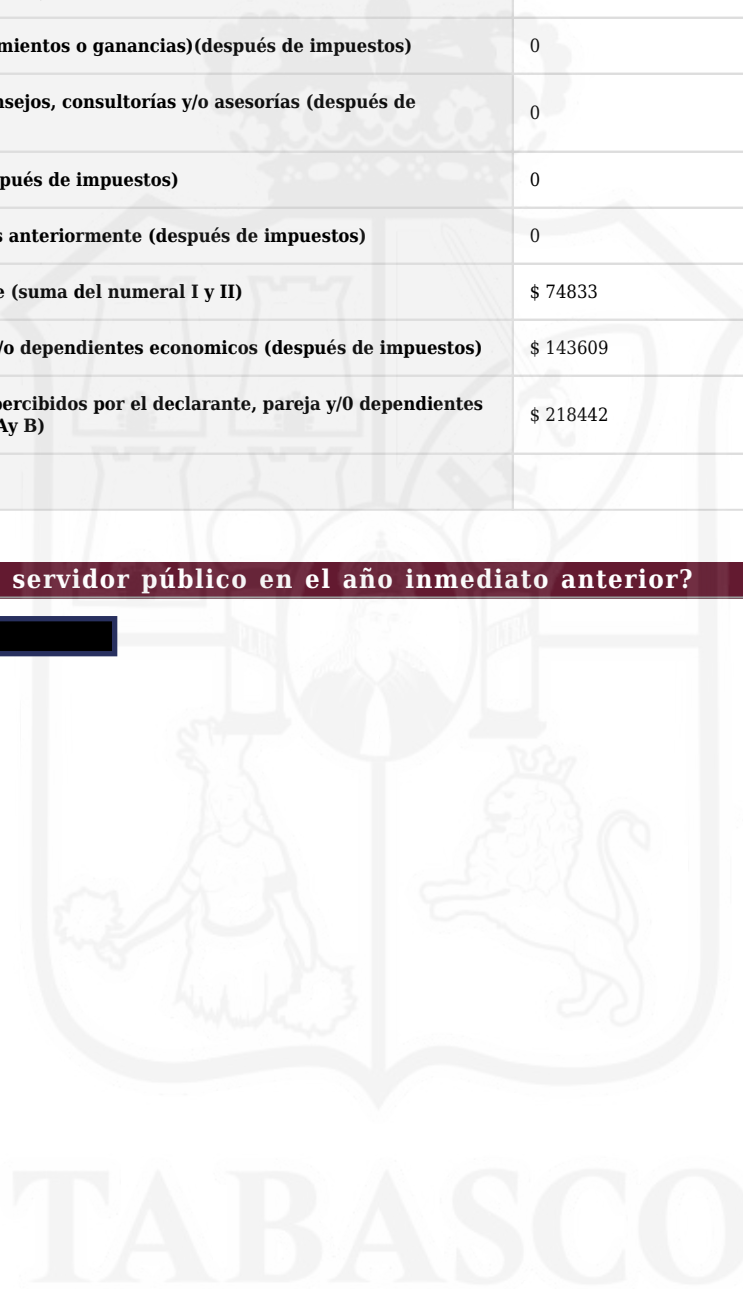 mientos o ganancias)(después de impuestos) 0
nsejos, consultorías y/o asesorías (después de
0
pués de impuestos) 0
s anteriormente (después de impuestos) 0
e (suma del numeral I y II) $ 74833
/o dependientes economicos (después de impuestos) $ 143609
percibidos por el declarante, pareja y/0 dependientes
Ay B) $ 218442
servidor público en el año inmediato anterior?
TABASCO